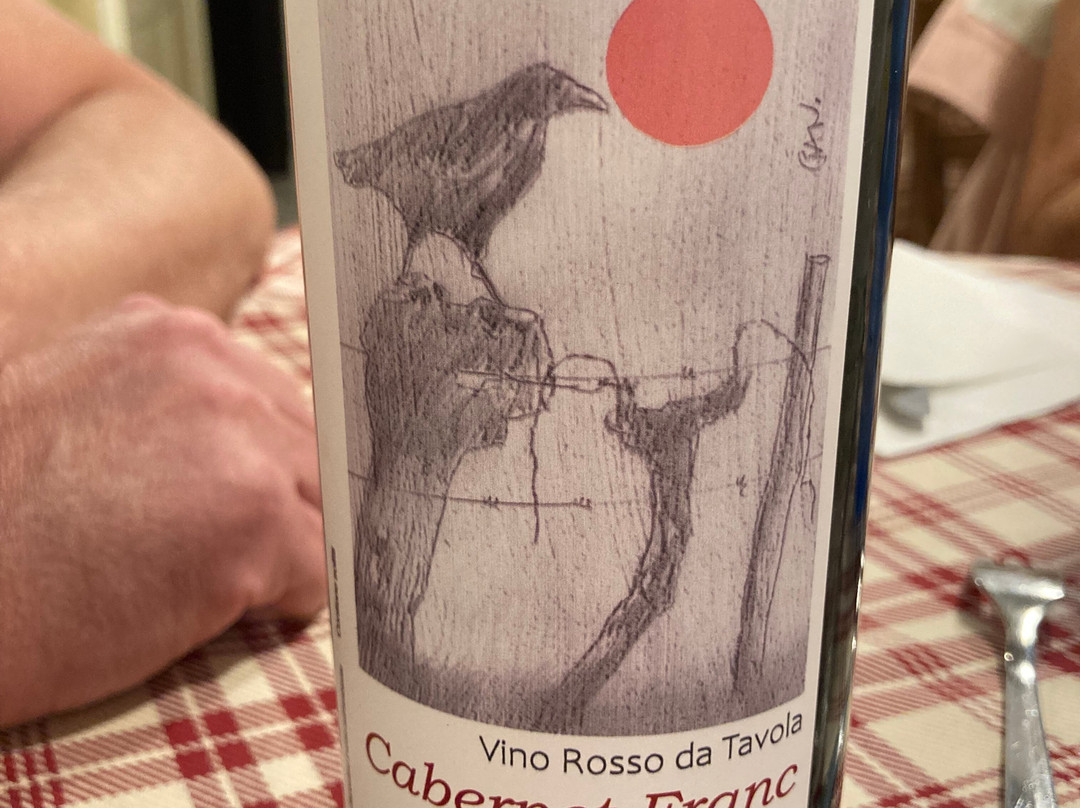 Vino Rosso da Tavola
Cabernet Franc